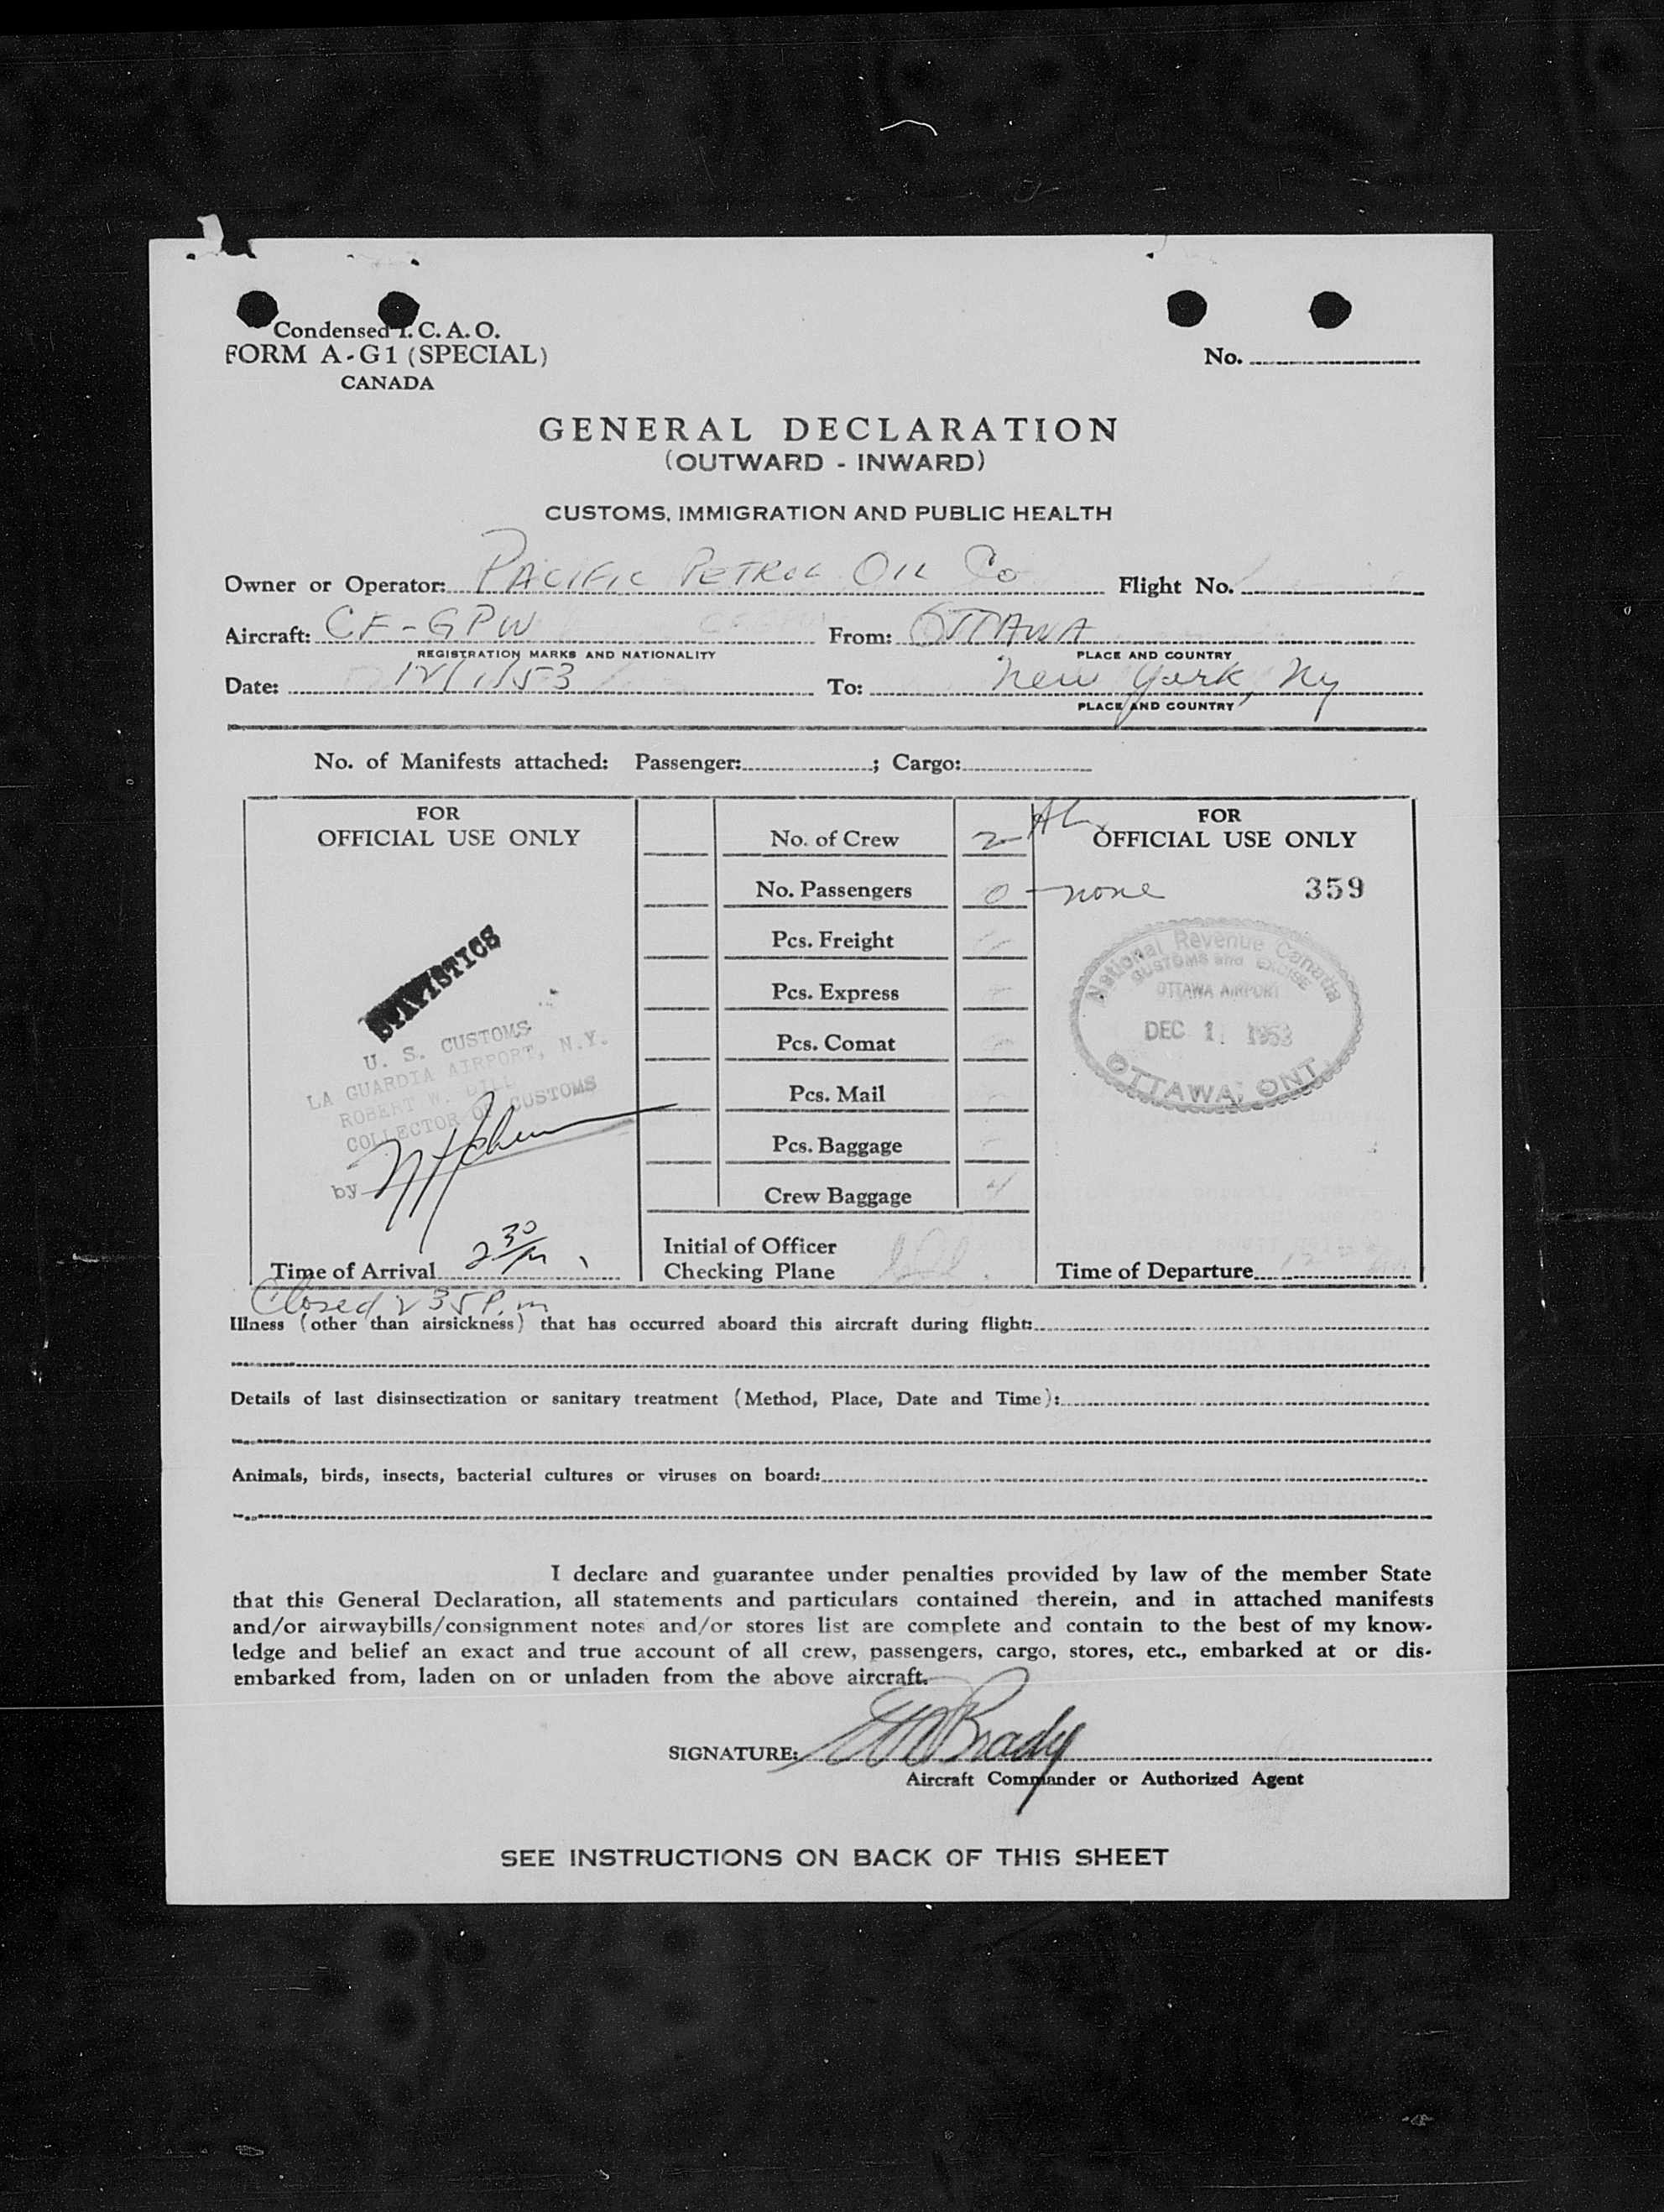 Condensed I. C. A. O.
FORM A-G1 (SPECIAL)
CANADA
No.
GENERAL DECLARATION
(OUTWARD - INWARD)
CUSTOMS, IMMIGRATION AND PUBLIC HEALTH
Owner or Operator: PACIFIC PETROL OIL Co Flight No.
Aircraft: CF-GPW From: OTTAWA
REGISTRATION MARKS AND NATIONALITY PLACE AND COUNTRY
Date: 12/1/53 To: New York, Ny
PLACE AND COUNTRY
No. of Manifests attached: Passenger: ; Cargo:
FOR
OFFICIAL USE ONLY
STATISTICS
U. S. CUSTOMS
LA GUARDIA AIRPORT, N.Y.
ROBERT W. DILL
COLLECTOR OF CUSTOMS
by
Time of Arrival 2 30
Closed 2 35 P.m
No. of Crew 2
No. Passengers 0 - none
Pcs. Freight
Pcs. Express
Pcs. Comat
Pcs. Mail
Pcs. Baggage
Crew Baggage 4
Initial of Officer
Checking Plane
FOR
OFFICIAL USE ONLY
359
National Revenue Canada
CUSTOMS and EXCISE
OTTAWA AIRPORT
DEC 1 1953
OTTAWA, ONT.
Time of Departure
Illness (other than airsickness) that has occurred aboard this aircraft during flight:
Details of last disinsectization or sanitary treatment (Method, Place, Date and Time):
Animals, birds, insects, bacterial cultures or viruses on board:
I declare and guarantee under penalties provided by law of the member State
that this General Declaration, all statements and particulars contained therein, and in attached manifests
and/or airwaybills/consignment notes and/or stores list are complete and contain to the best of my know-
ledge and belief an exact and true account of all crew, passengers, cargo, stores, etc., embarked at or dis-
embarked from, laden on or unladen from the above aircraft.
SIGNATURE: Brady
Aircraft Commander or Authorized Agent
SEE INSTRUCTIONS ON BACK OF THIS SHEET